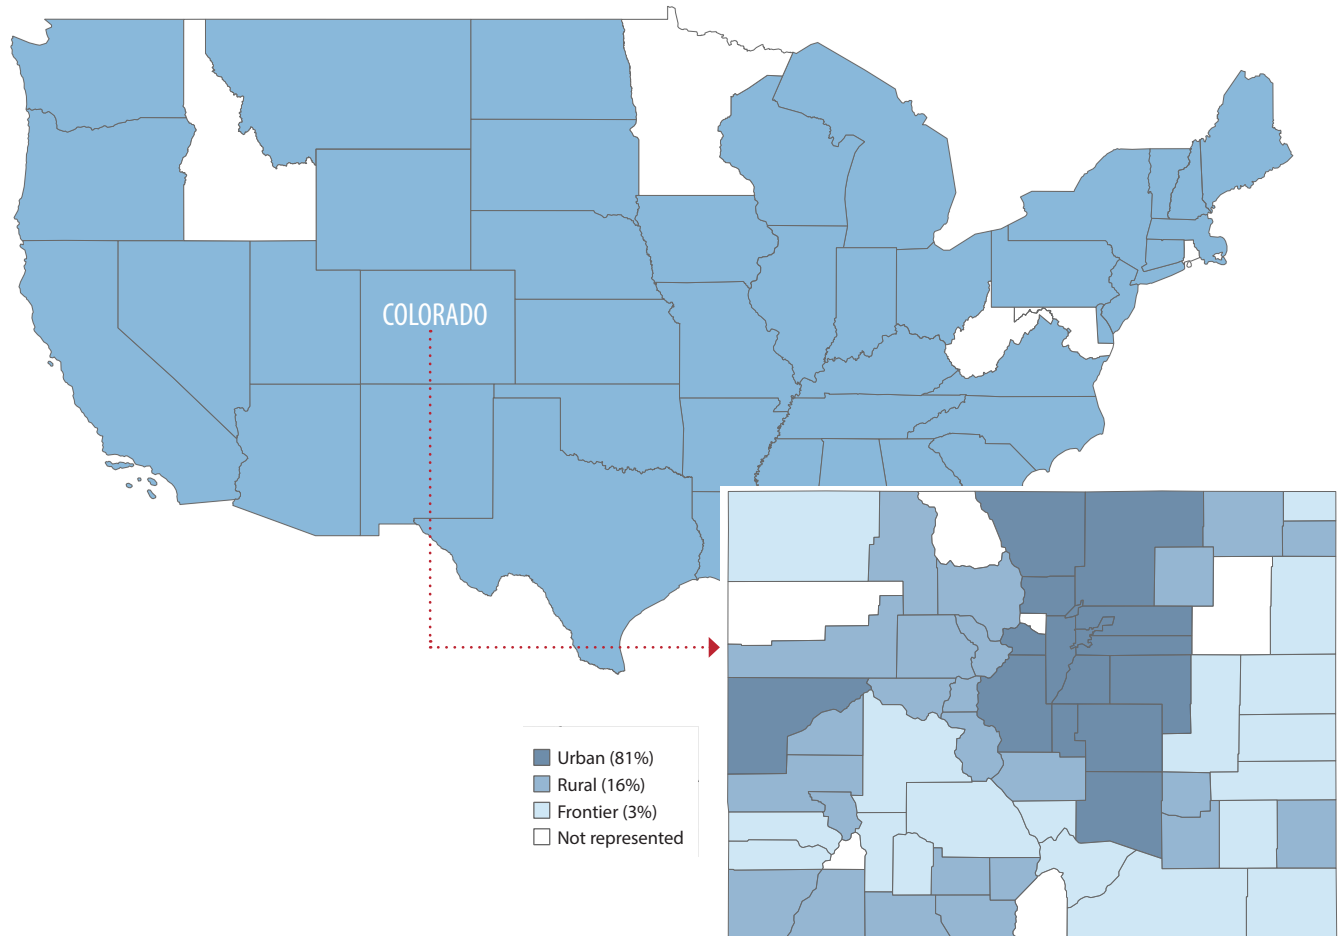 COLORADO
Urban (81%)
Rural (16%)
Frontier (3%)
Not represented